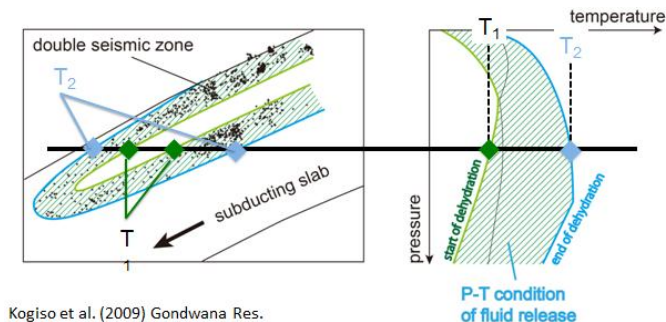 double seismic zone
T2
T
1
subducting slab
temperature
T1
T2
pressure
start of dehydration
end of dehydration
P-T condition
of fluid release
Kogiso et al. (2009) Gondwana Res.